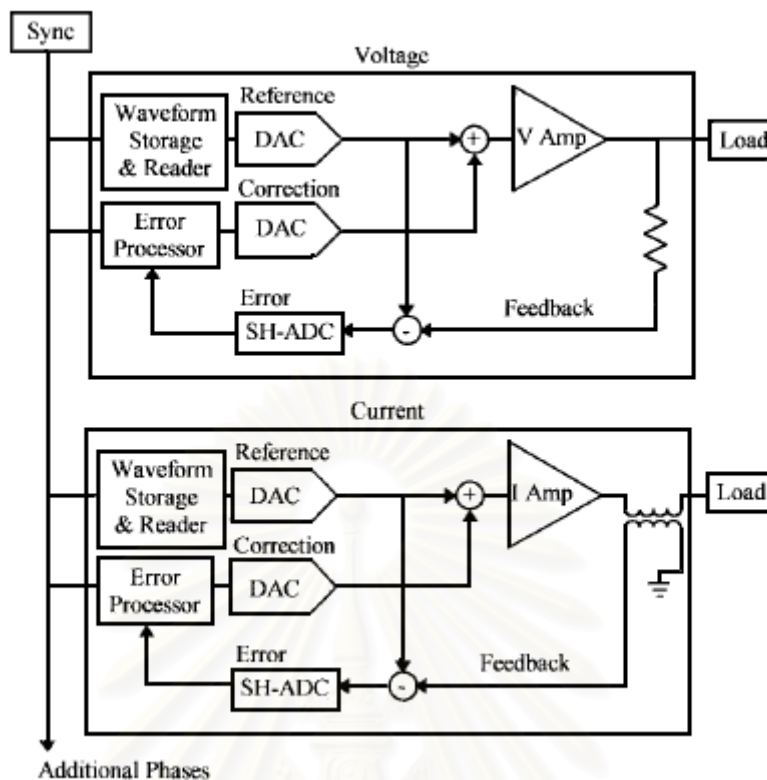 Sync
Voltage
Waveform
Storage
& Reader
Reference
DAC
+
V Amp
Load
Error
Processor
Correction
DAC
Error
SH-ADC
-
Feedback
Current
Waveform
Storage
& Reader
Reference
DAC
+
I Amp
Load
Error
Processor
Correction
DAC
Error
SH-ADC
-
Feedback
Additional Phases